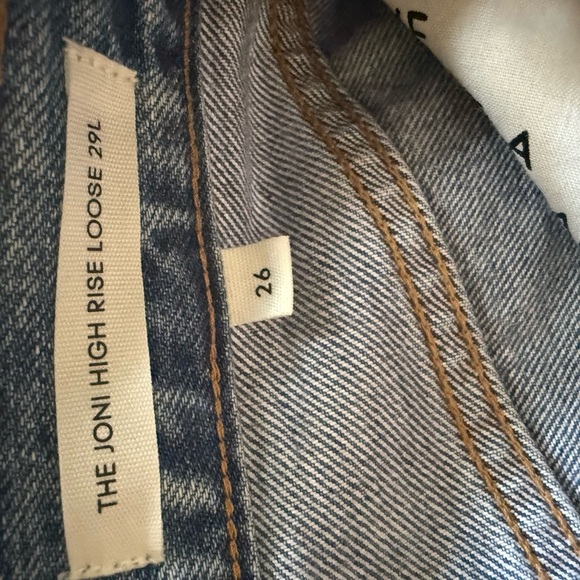 THE JONI HIGH RISE LOOSE 29L
26